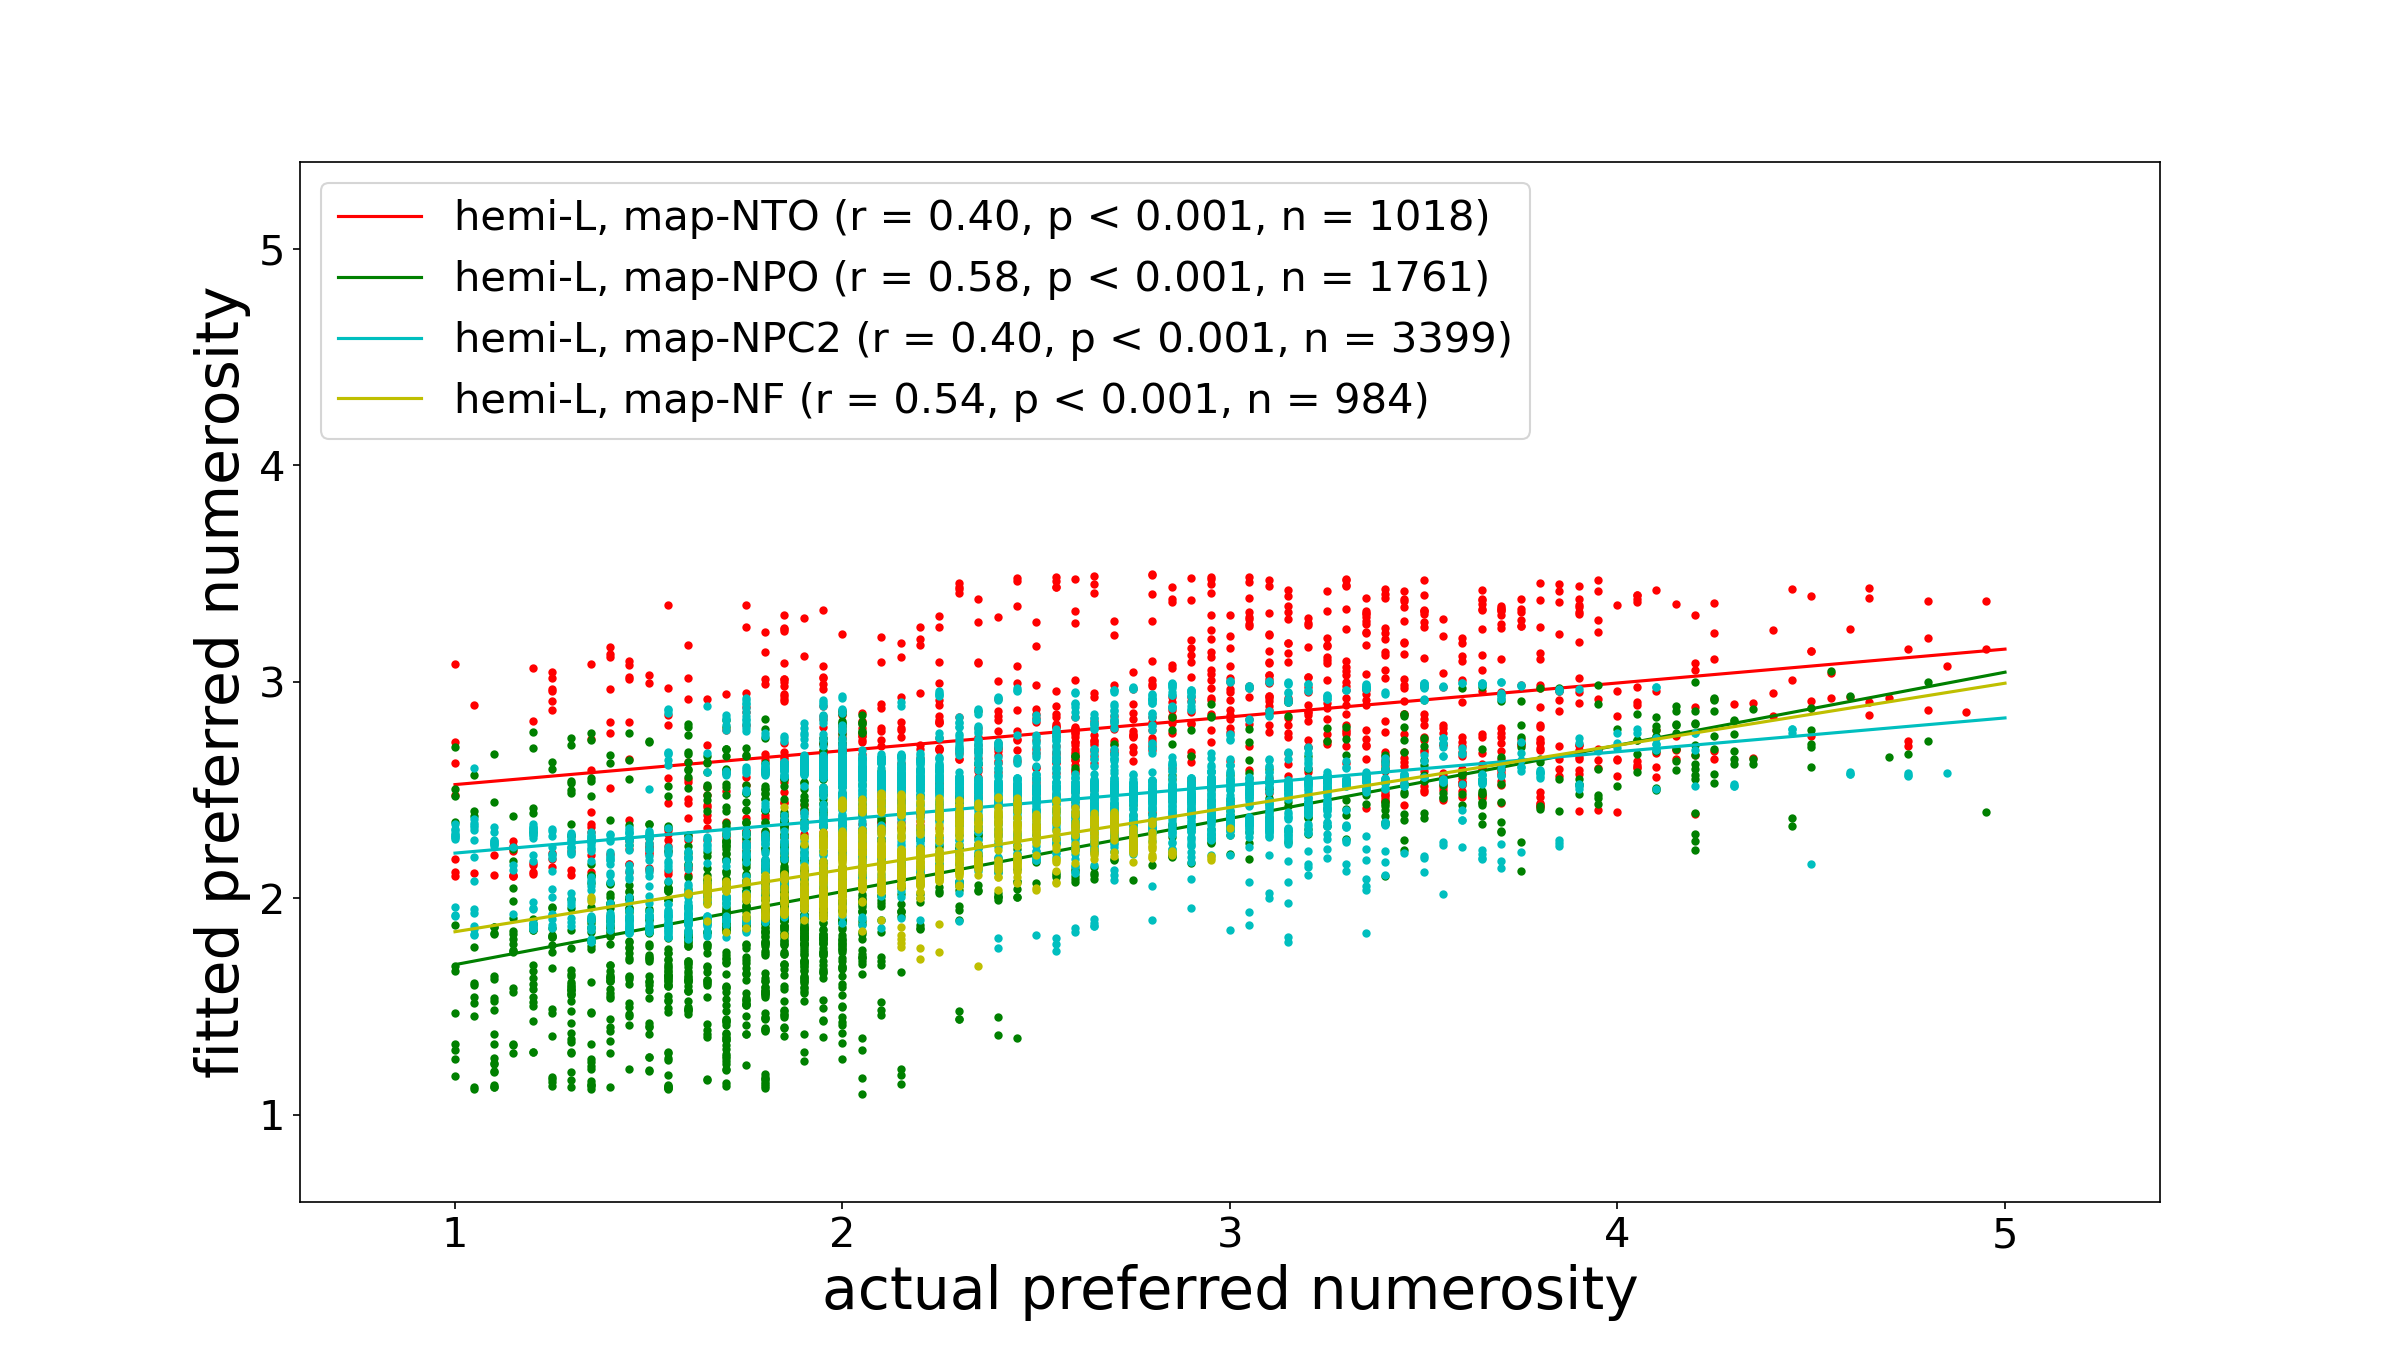 hemi-L, map-NTO (r = 0.40, p < 0.001, n = 1018)
hemi-L, map-NPO (r = 0.58, p < 0.001, n = 1761)
hemi-L, map-NPC2 (r = 0.40, p < 0.001, n = 3399)
hemi-L, map-NF (r = 0.54, p < 0.001, n = 984)
fitted preferred numerosity
5
4
3
2
1
1 2 3 4 5
actual preferred numerosity